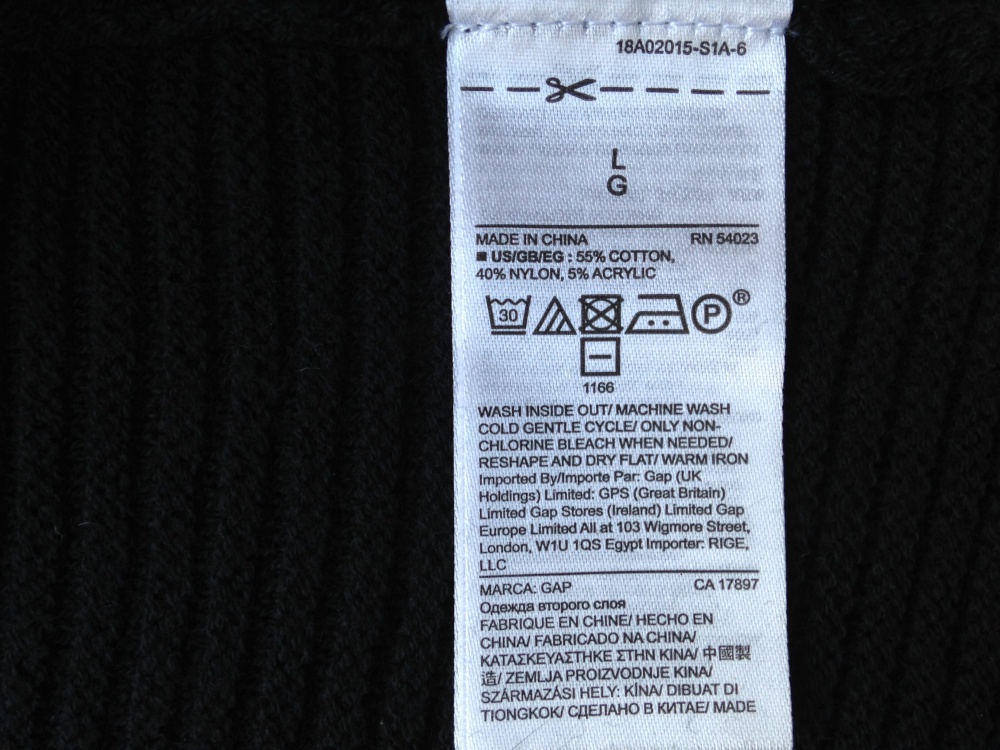 18A02015-S1A-6
L
G
MADE IN CHINA RN 54023
■ US/GB/EG : 55% COTTON,
40% NYLON, 5% ACRYLIC
30 P ®
1166
WASH INSIDE OUT/ MACHINE WASH
COLD GENTLE CYCLE/ ONLY NON-
CHLORINE BLEACH WHEN NEEDED/
RESHAPE AND DRY FLAT/ WARM IRON
Imported By/Importe Par: Gap (UK
Holdings) Limited: GPS (Great Britain)
Limited Gap Stores (Ireland) Limited Gap
Europe Limited All at 103 Wigmore Street,
London, W1U 1QS Egypt Importer: RIGE,
LLC
MARCA: GAP CA 17897
Одежда второго слоя
FABRIQUE EN CHINE/ HECHO EN
CHINA/ FABRICADO NA CHINA/
ΚΑΤΑΣΚΕΥΑΣΤΗΚΕ ΣΤΗΝ ΚΙΝΑ/ 中國製
造/ ZEMLJA PROIZVODNJE KINA/
SZÁRMAZÁSI HELY: KÍNA/ DIBUAT DI
TIONGKOK/ СДЕЛАНО В КИТАЕ/ MADE